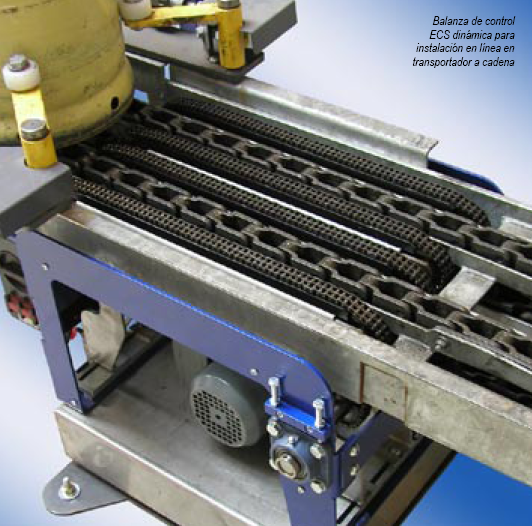 Balanza de control
ECS dinámica para
instalación en línea en
transportador a cadena